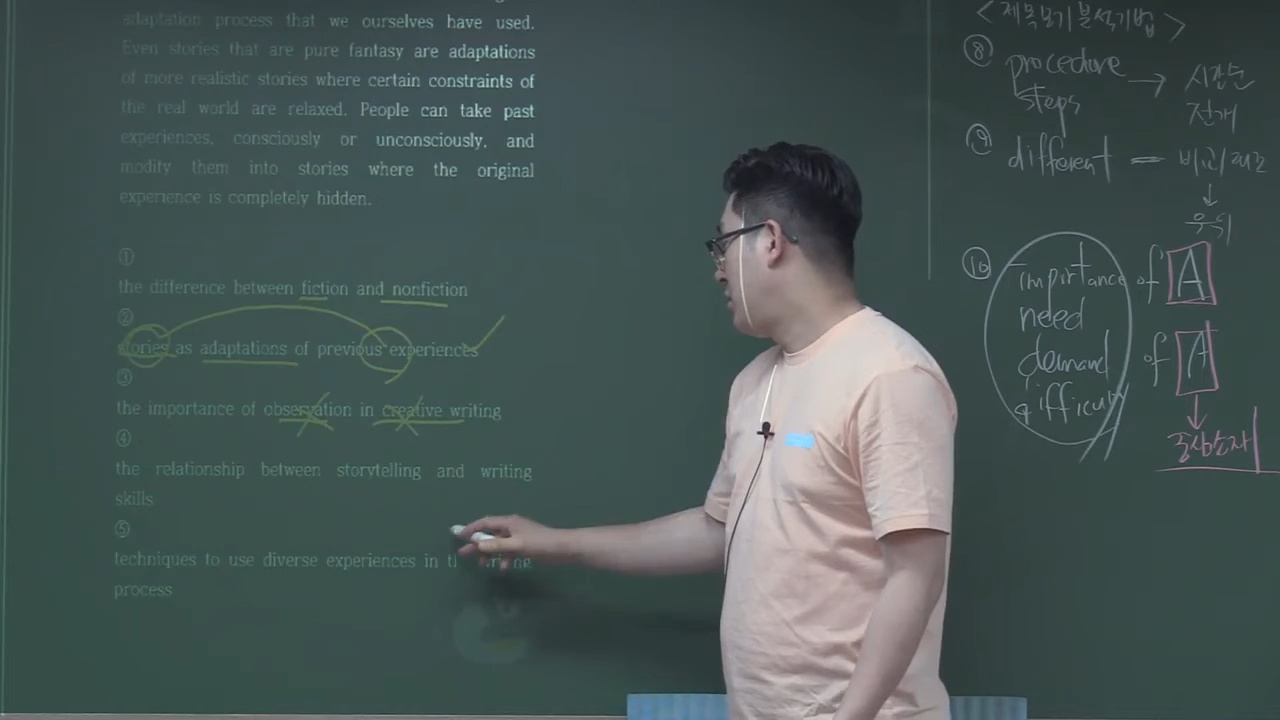 adaptation process that we ourselves have used.
Even stories that are pure fantasy are adaptations
of more realistic stories where certain constraints of
the real world are relaxed. People can take past
experiences, consciously or unconsciously, and
modify them into stories where the original
experience is completely hidden.
①
the difference between fiction and nonfiction
②
stories as adaptations of previous experiences
③
the importance of observation in creative writing
④
the relationship between storytelling and writing
skills
⑤
techniques to use diverse experiences in
process
<제목보기분석기법>
⑧ procedure → 시간순
steps 전개
⑨ different = 비교/대조
↓
우위
⑩ importance of A
need
demand of A
difficulty
↓
중심소재